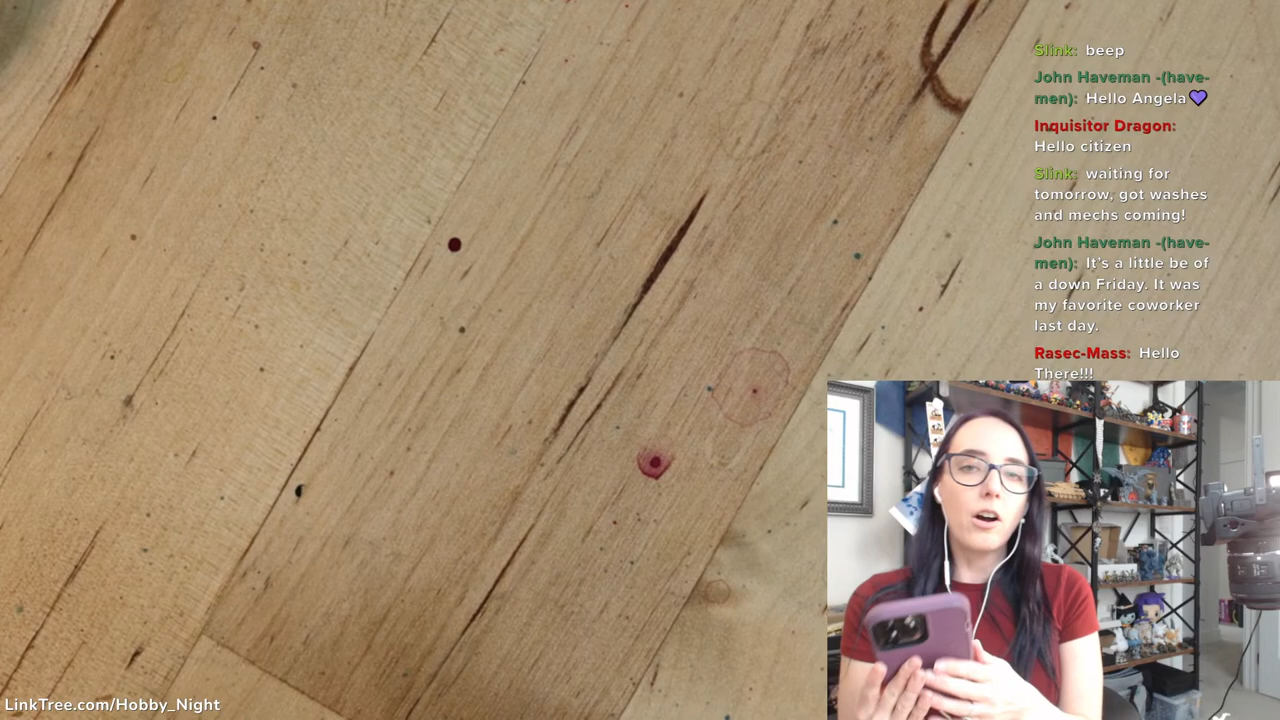 Slink: beep
John Haveman -(have-
men): Hello Angela💜
Inquisitor Dragon:
Hello citizen
Slink: waiting for
tomorrow, got washes
and mechs coming!
John Haveman -(have-
men): It's a little be of
a down Friday. It was
my favorite coworker
last day.
Rasec-Mass: Hello
There!!!
LinkTree.com/Hobby_Night